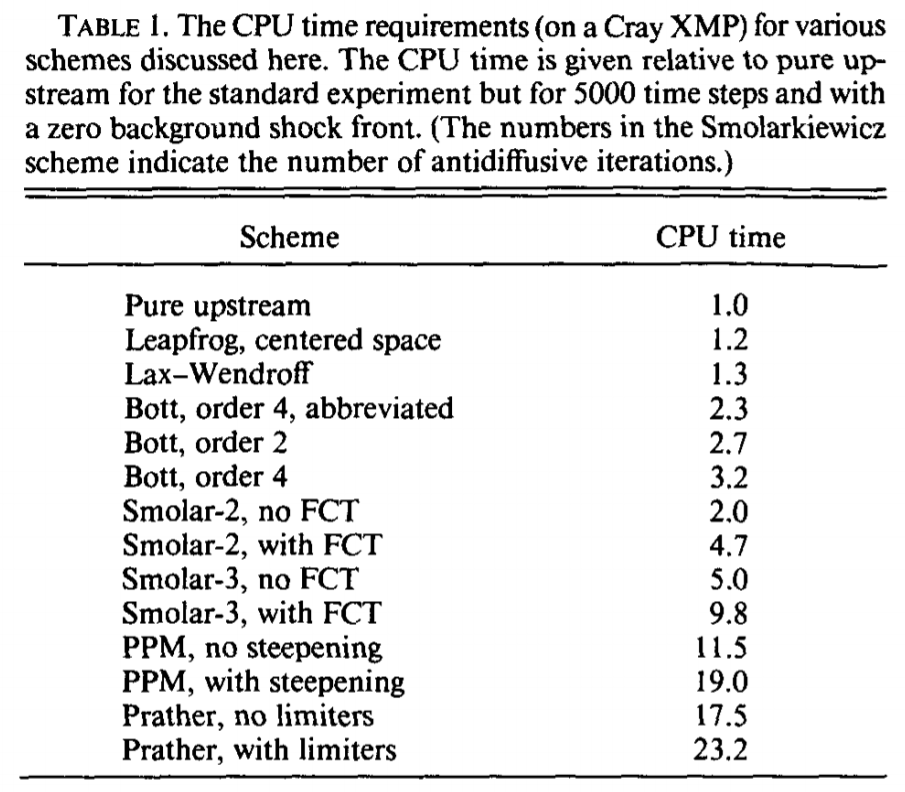 TABLE 1. The CPU time requirements (on a Cray XMP) for various
schemes discussed here. The CPU time is given relative to pure up-
stream for the standard experiment but for 5000 time steps and with
a zero background shock front. (The numbers in the Smolarkiewicz
scheme indicate the number of antidiffusive iterations.)
Scheme CPU time
Pure upstream 1.0
Leapfrog, centered space 1.2
Lax–Wendroff 1.3
Bott, order 4, abbreviated 2.3
Bott, order 2 2.7
Bott, order 4 3.2
Smolar-2, no FCT 2.0
Smolar-2, with FCT 4.7
Smolar-3, no FCT 5.0
Smolar-3, with FCT 9.8
PPM, no steepening 11.5
PPM, with steepening 19.0
Prather, no limiters 17.5
Prather, with limiters 23.2